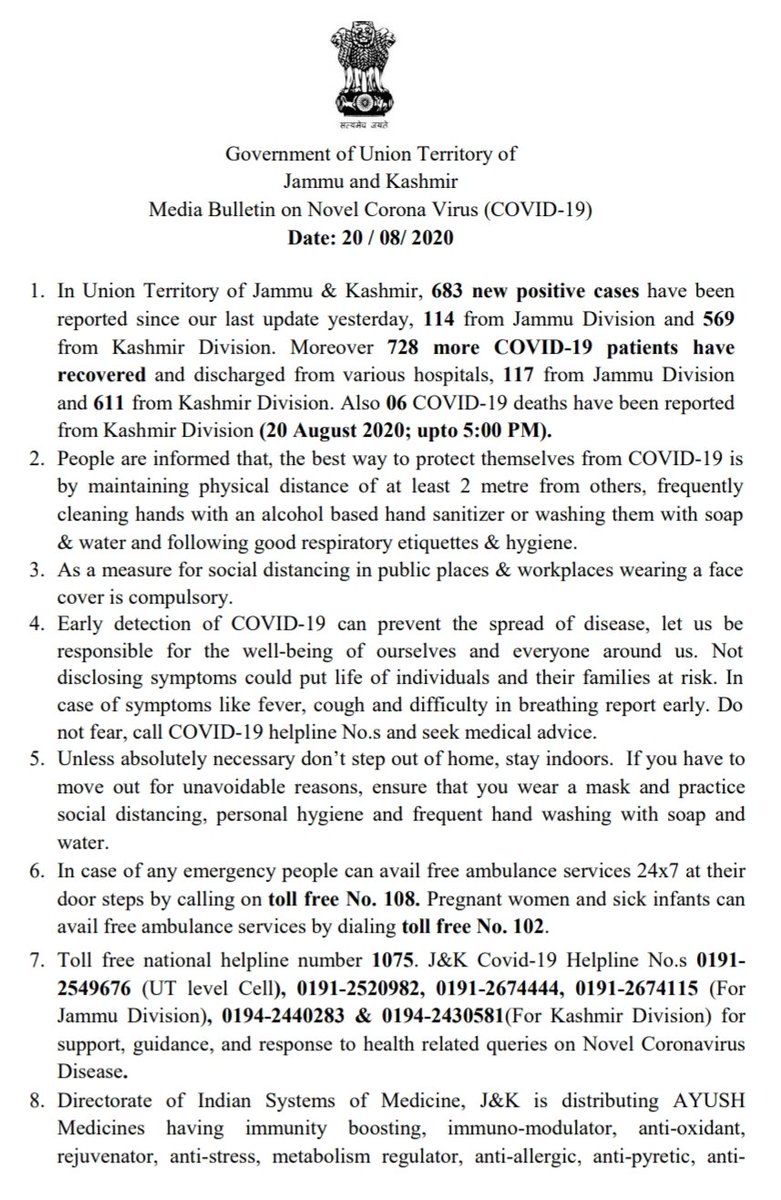 सत्यमेव जयते
Government of Union Territory of
Jammu and Kashmir
Media Bulletin on Novel Corona Virus (COVID-19)
Date: 20 / 08/ 2020
1. In Union Territory of Jammu & Kashmir, 683 new positive cases have been
reported since our last update yesterday, 114 from Jammu Division and 569
from Kashmir Division. Moreover 728 more COVID-19 patients have
recovered and discharged from various hospitals, 117 from Jammu Division
and 611 from Kashmir Division. Also 06 COVID-19 deaths have been reported
from Kashmir Division (20 August 2020; upto 5:00 PM).
2. People are informed that, the best way to protect themselves from COVID-19 is
by maintaining physical distance of at least 2 metre from others, frequently
cleaning hands with an alcohol based hand sanitizer or washing them with soap
& water and following good respiratory etiquettes & hygiene.
3. As a measure for social distancing in public places & workplaces wearing a face
cover is compulsory.
4. Early detection of COVID-19 can prevent the spread of disease, let us be
responsible for the well-being of ourselves and everyone around us. Not
disclosing symptoms could put life of individuals and their families at risk. In
case of symptoms like fever, cough and difficulty in breathing report early. Do
not fear, call COVID-19 helpline No.s and seek medical advice.
5. Unless absolutely necessary don’t step out of home, stay indoors. If you have to
move out for unavoidable reasons, ensure that you wear a mask and practice
social distancing, personal hygiene and frequent hand washing with soap and
water.
6. In case of any emergency people can avail free ambulance services 24x7 at their
door steps by calling on toll free No. 108. Pregnant women and sick infants can
avail free ambulance services by dialing toll free No. 102.
7. Toll free national helpline number 1075. J&K Covid-19 Helpline No.s 0191-
2549676 (UT level Cell), 0191-2520982, 0191-2674444, 0191-2674115 (For
Jammu Division), 0194-2440283 & 0194-2430581(For Kashmir Division) for
support, guidance, and response to health related queries on Novel Coronavirus
Disease.
8. Directorate of Indian Systems of Medicine, J&K is distributing AYUSH
Medicines having immunity boosting, immuno-modulator, anti-oxidant,
rejuvenator, anti-stress, metabolism regulator, anti-allergic, anti-pyretic, anti-